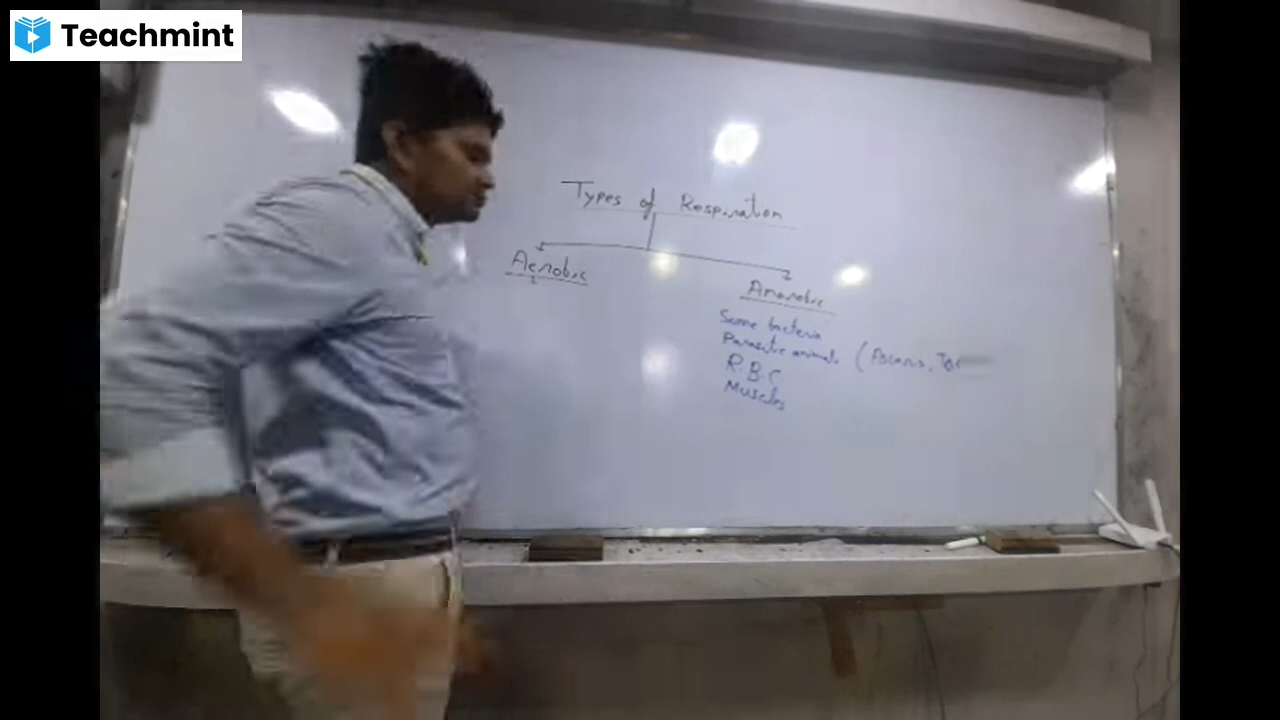 Teachmint
Types of Respiration
Aerobic
Anaerobic
Some bacteria
Parasitic animals (Ascaris,
R.B.C
Muscles